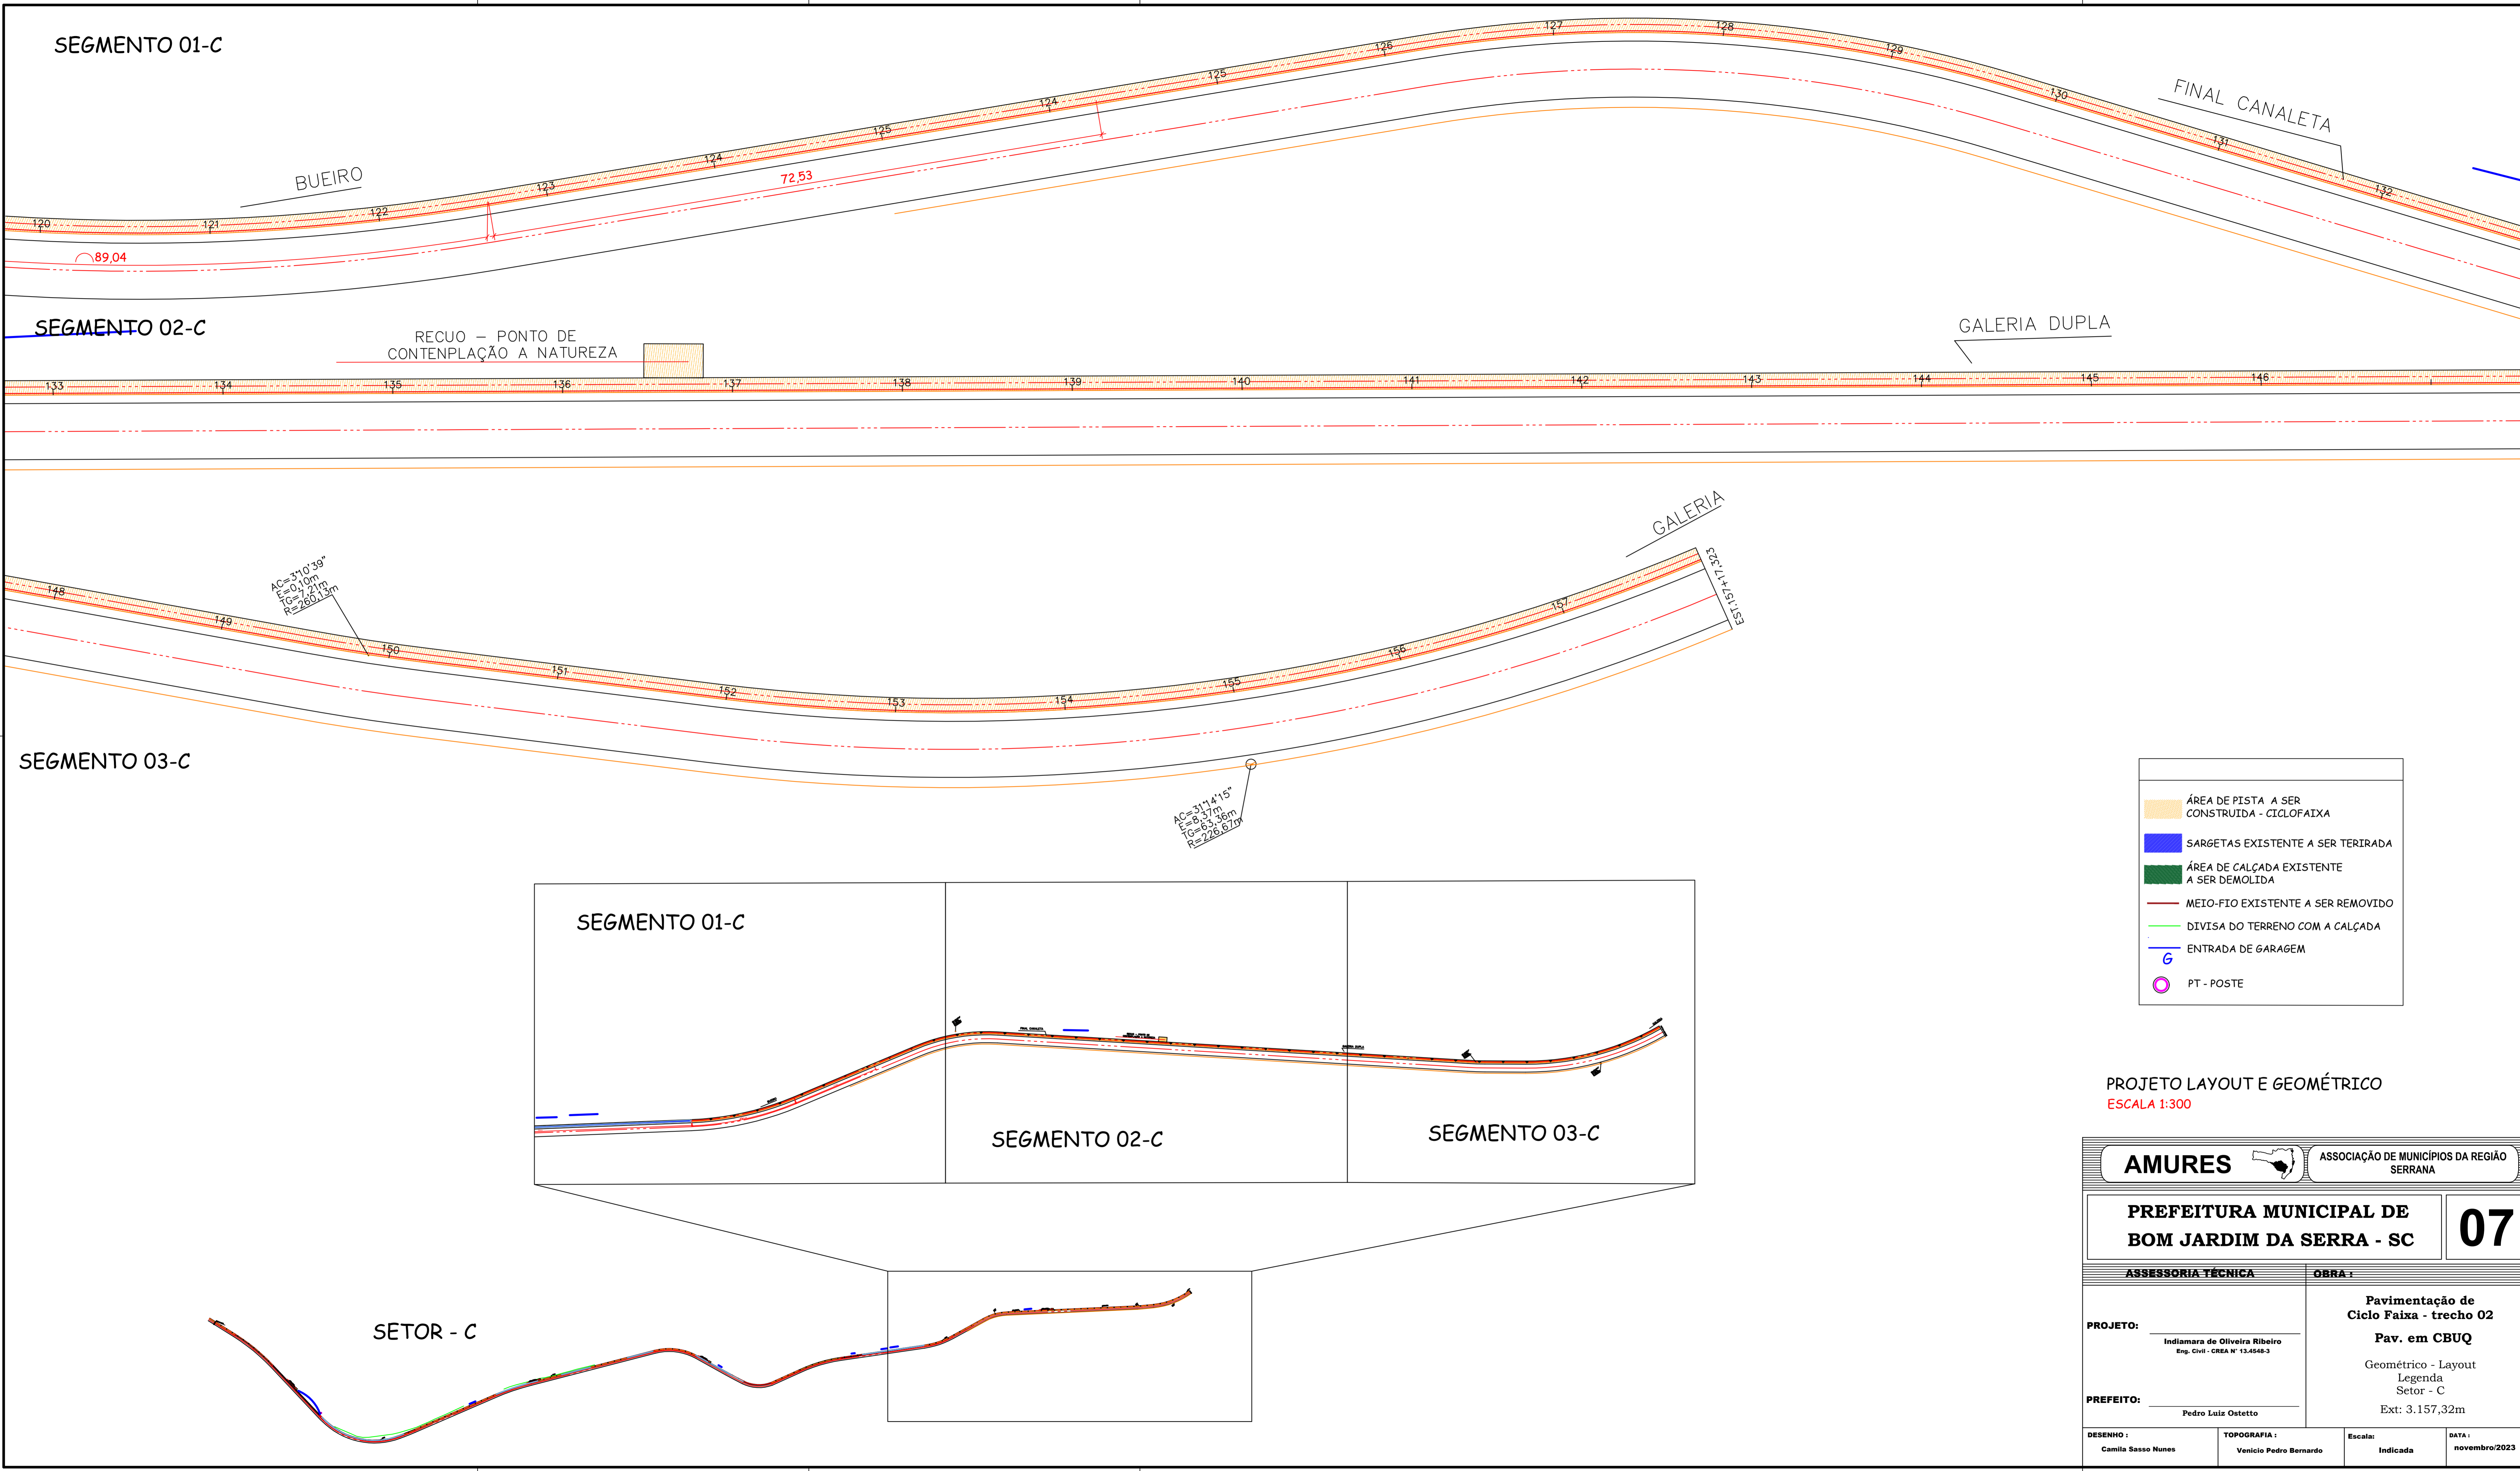 SEGMENTO 01-C
BUEIRO
FINAL CANALETA
120
121
122
123
124
125
124
125
126
127
128
129
130
131
132
89,04
72,53
SEGMENTO 02-C
RECUO – PONTO DE
CONTENPLAÇÃO A NATUREZA
GALERIA DUPLA
133
134
135
136
137
138
139
140
141
142
143
144
145
146
GALERIA
EST.157+17,323
AC=3°10'39"
E=0,10m
TG=7,21m
R=260,13m
148
149
150
151
152
153
154
155
156
157
SEGMENTO 03-C
AC=31°14'15"
E=8,37m
TG=63,36m
R=226,67m
ÁREA DE PISTA A SER
CONSTRUIDA - CICLOFAIXA
SARGETAS EXISTENTE A SER TERIRADA
ÁREA DE CALÇADA EXISTENTE
A SER DEMOLIDA
MEIO-FIO EXISTENTE A SER REMOVIDO
DIVISA DO TERRENO COM A CALÇADA
ENTRADA DE GARAGEM
G
PT - POSTE
SEGMENTO 01-C
SEGMENTO 02-C
SEGMENTO 03-C
SETOR - C
PROJETO LAYOUT E GEOMÉTRICO
ESCALA 1:300
AMURES
ASSOCIAÇÃO DE MUNICÍPIOS DA REGIÃO
SERRANA
PREFEITURA MUNICIPAL DE
BOM JARDIM DA SERRA - SC
07
ASSESSORIA TÉCNICA
OBRA :
PROJETO:
Indiamara de Oliveira Ribeiro
Eng. Civil - CREA N° 13.4548-3
PREFEITO:
Pedro Luiz Ostetto
Pavimentação de
Ciclo Faixa - trecho 02
Pav. em CBUQ
Geométrico - Layout
Legenda
Setor - C
Ext: 3.157,32m
DESENHO :
Camila Sasso Nunes
TOPOGRAFIA :
Venicio Pedro Bernardo
Escala:
Indicada
DATA :
novembro/2023